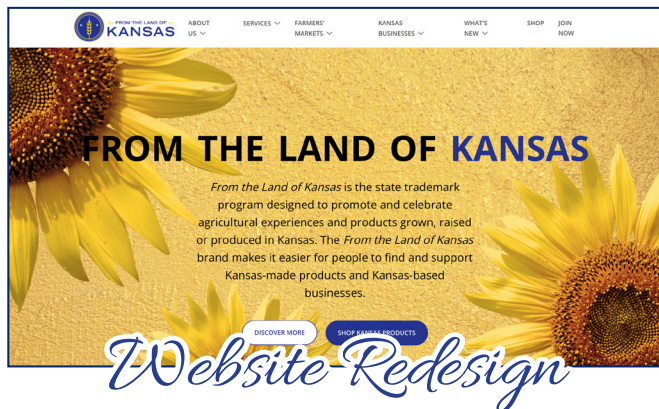 FROM THE LAND OF
KANSAS
ABOUT
US
SERVICES
FARMERS'
MARKETS
KANSAS
BUSINESSES
WHAT'S
NEW
SHOP
JOIN
NOW
FROM THE LAND OF KANSAS
From the Land of Kansas is the state trademark
program designed to promote and celebrate
agricultural experiences and products grown, raised
or produced in Kansas. The From the Land of Kansas
brand makes it easier for people to find and support
Kansas-made products and Kansas-based
businesses.
DISCOVER MORE
SHOP KANSAS PRODUCTS
Website Redesign